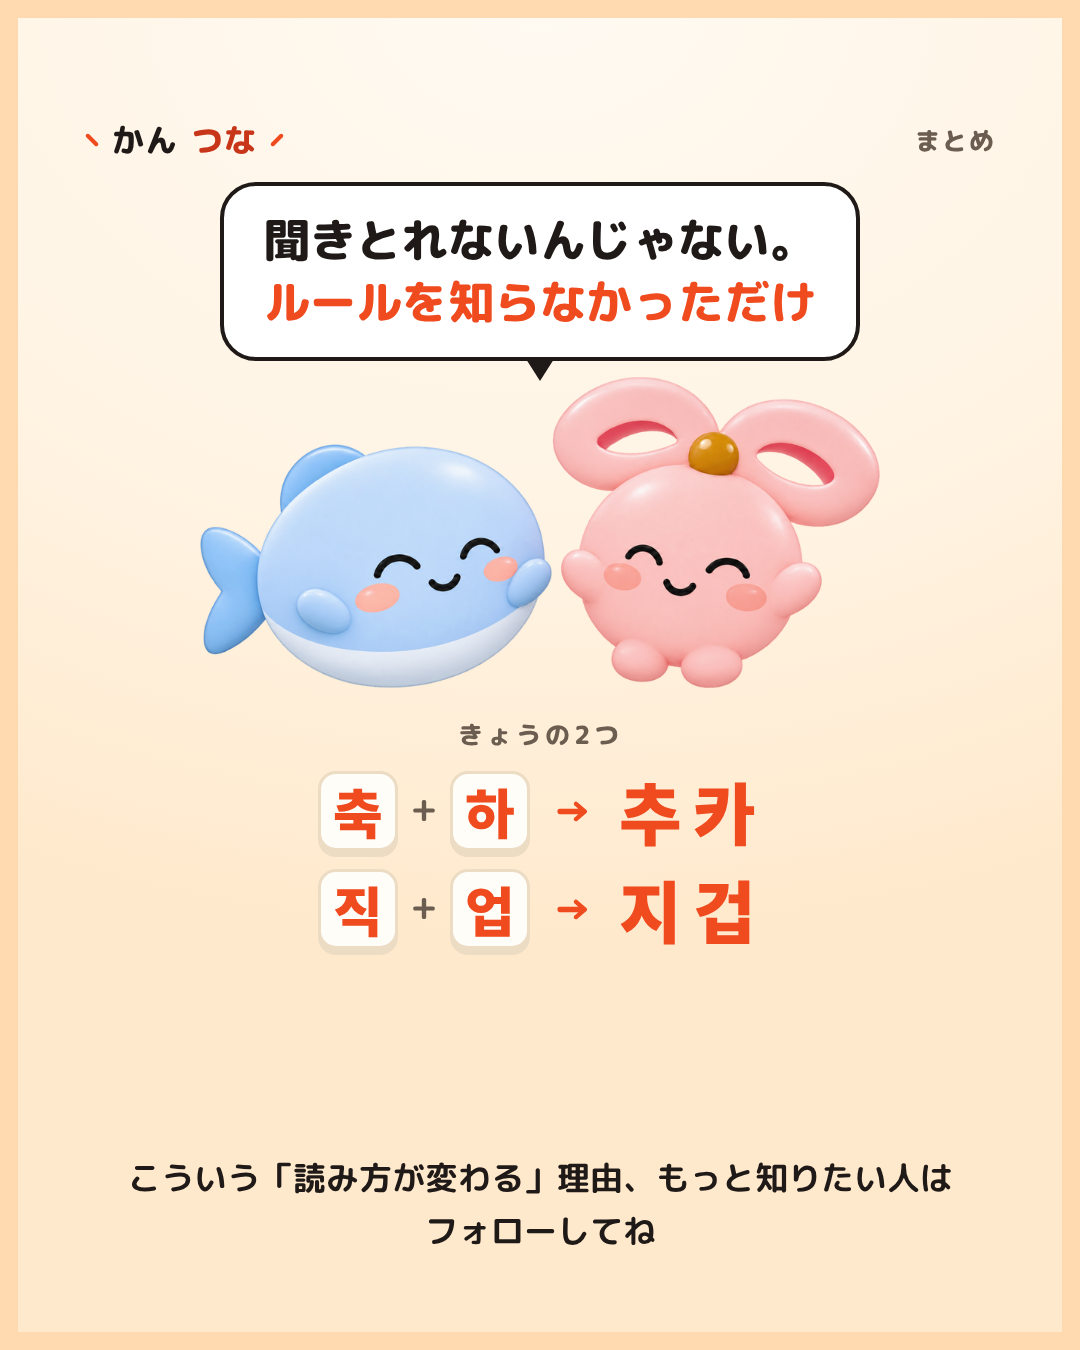 かん つな
まとめ
聞きとれないんじゃない。
ルールを知らなかっただけ
きょうの2つ
축 + 하 → 추카
직 + 업 → 지겁
こういう「読み方が変わる」理由、もっと知りたい人は
フォローしてね